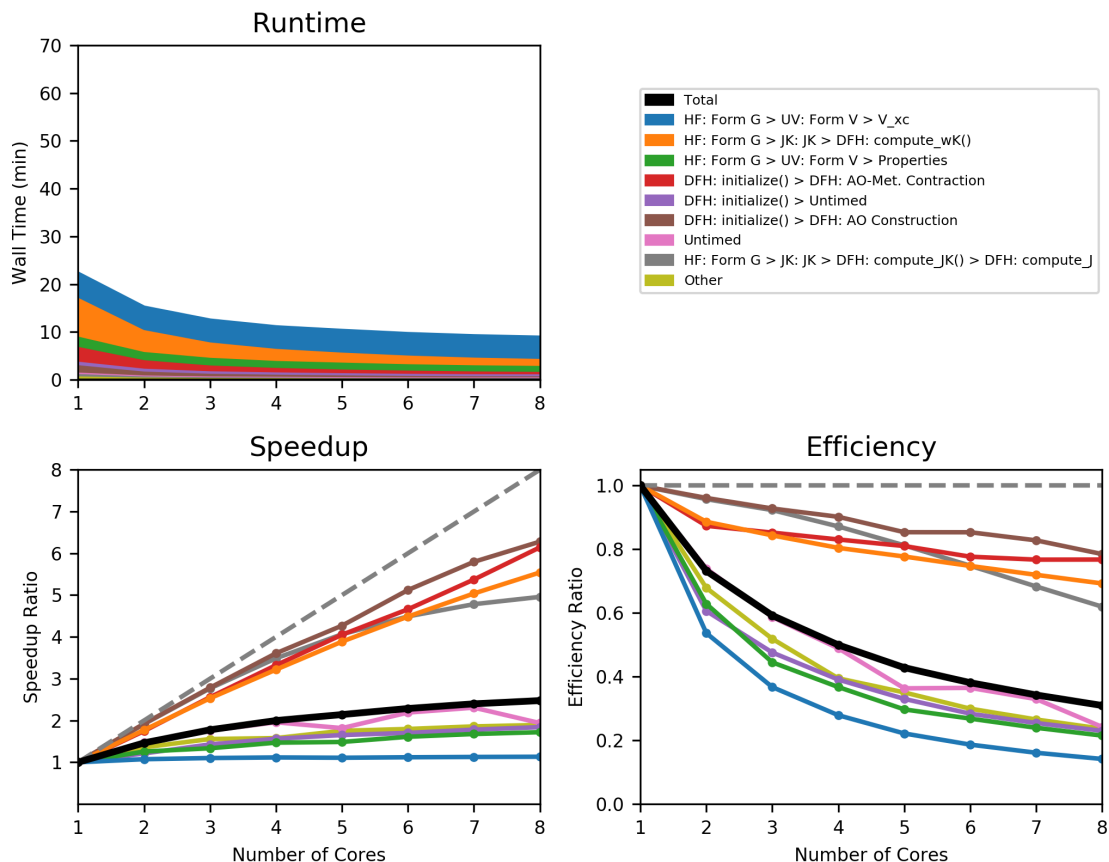 Runtime
70
60
50
40
30
20
10
0
Wall Time (min)
1 2 3 4 5 6 7 8
Total
HF: Form G > UV: Form V > V_xc
HF: Form G > JK: JK > DFH: compute_wK()
HF: Form G > UV: Form V > Properties
DFH: initialize() > DFH: AO-Met. Contraction
DFH: initialize() > Untimed
DFH: initialize() > DFH: AO Construction
Untimed
HF: Form G > JK: JK > DFH: compute_JK() > DFH: compute_J
Other
Speedup
8
7
6
5
4
3
2
1
Speedup Ratio
1 2 3 4 5 6 7 8
Number of Cores
Efficiency
1.0
0.8
0.6
0.4
0.2
0.0
Efficiency Ratio
1 2 3 4 5 6 7 8
Number of Cores